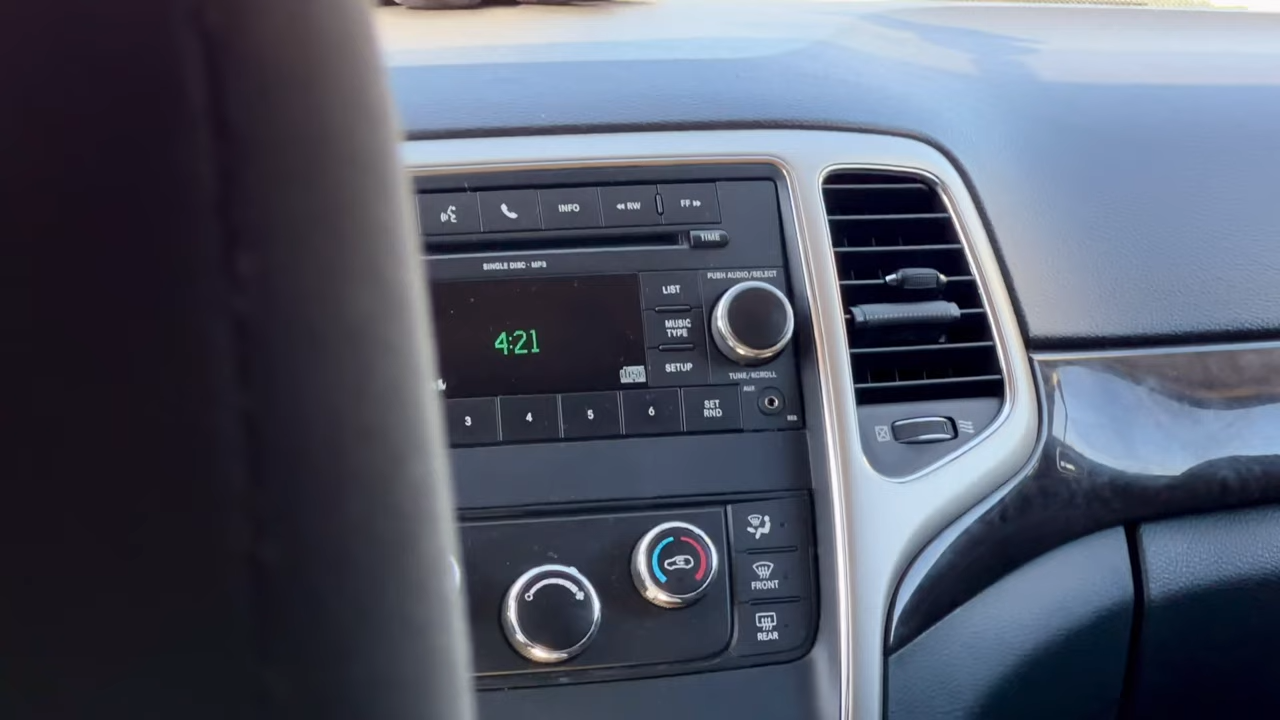 INFO
◄◄ RW
FF ►►
TIME
SINGLE DISC · MP3
PUSH AUDIO/SELECT
LIST
MUSIC
TYPE
SETUP
4:21
TUNE/SCROLL
AUX
3
4
5
6
SET
RND
FRONT
REAR